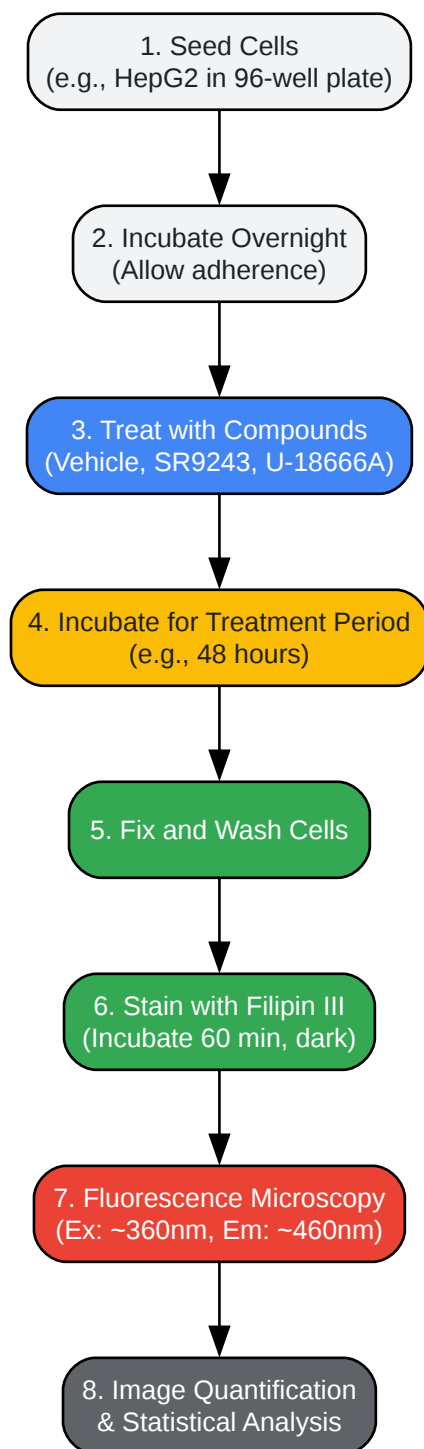 1. Seed Cells
(e.g., HepG2 in 96-well plate)
2. Incubate Overnight
(Allow adherence)
3. Treat with Compounds
(Vehicle, SR9243, U-18666A)
4. Incubate for Treatment Period
(e.g., 48 hours)
5. Fix and Wash Cells
6. Stain with Filipin III
(Incubate 60 min, dark)
7. Fluorescence Microscopy
(Ex: ~360nm, Em: ~460nm)
8. Image Quantification
& Statistical Analysis